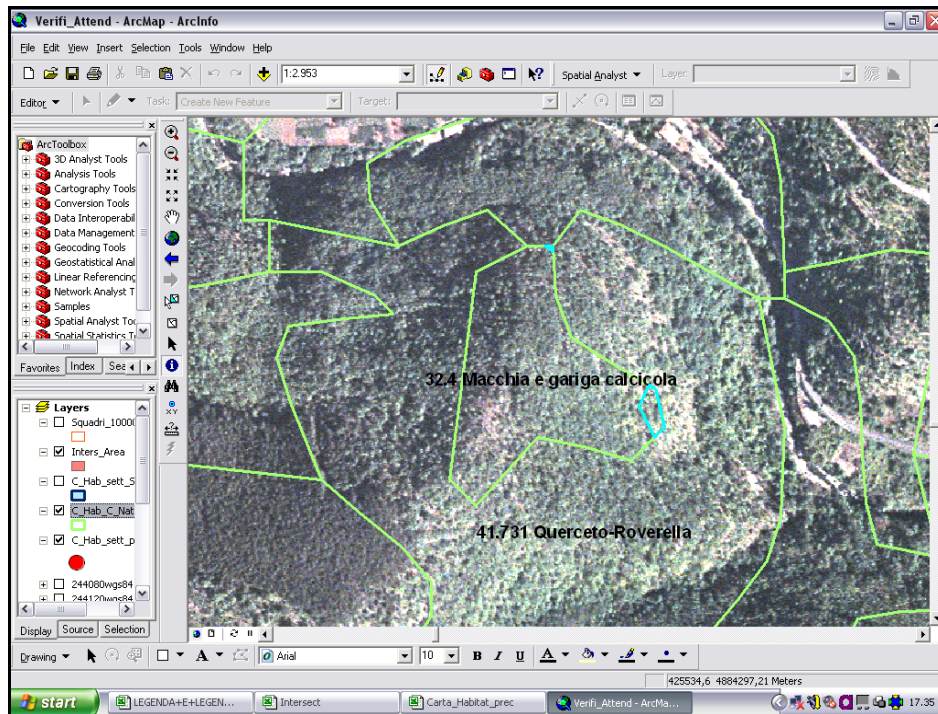 Verifi_Attend - ArcMap - ArcInfo
File Edit View Insert Selection Tools Window Help
1:2.953 Spatial Analyst Layer:
Editor Task: Create New Feature Target:
ArcToolbox
3D Analyst Tools
Analysis Tools
Cartography Tools
Conversion Tools
Data Interoperabil
Data Management
Geocoding Tools
Geostatistical Anal
Linear Referencing
Network Analyst T
Samples
Spatial Analyst Too
Spatial Statistics T
Favorites Index Sea
Layers
Squadri_10000
Inters_Area
C_Hab_sett_S
C_Hab_C_Nat
C_Hab_sett_p
244080wgs84
244120wgs84
Display Source Selection
32.4 Macchia e gariga calcicola
41.731 Querceto-Roverella
Drawing A Arial 10 B I U A
425534,6 4884297,21 Meters
start LEGENDA+E+LEGEN... Intersect Carta_Habitat_prec Verifi_Attend - ArcMa... 17.35